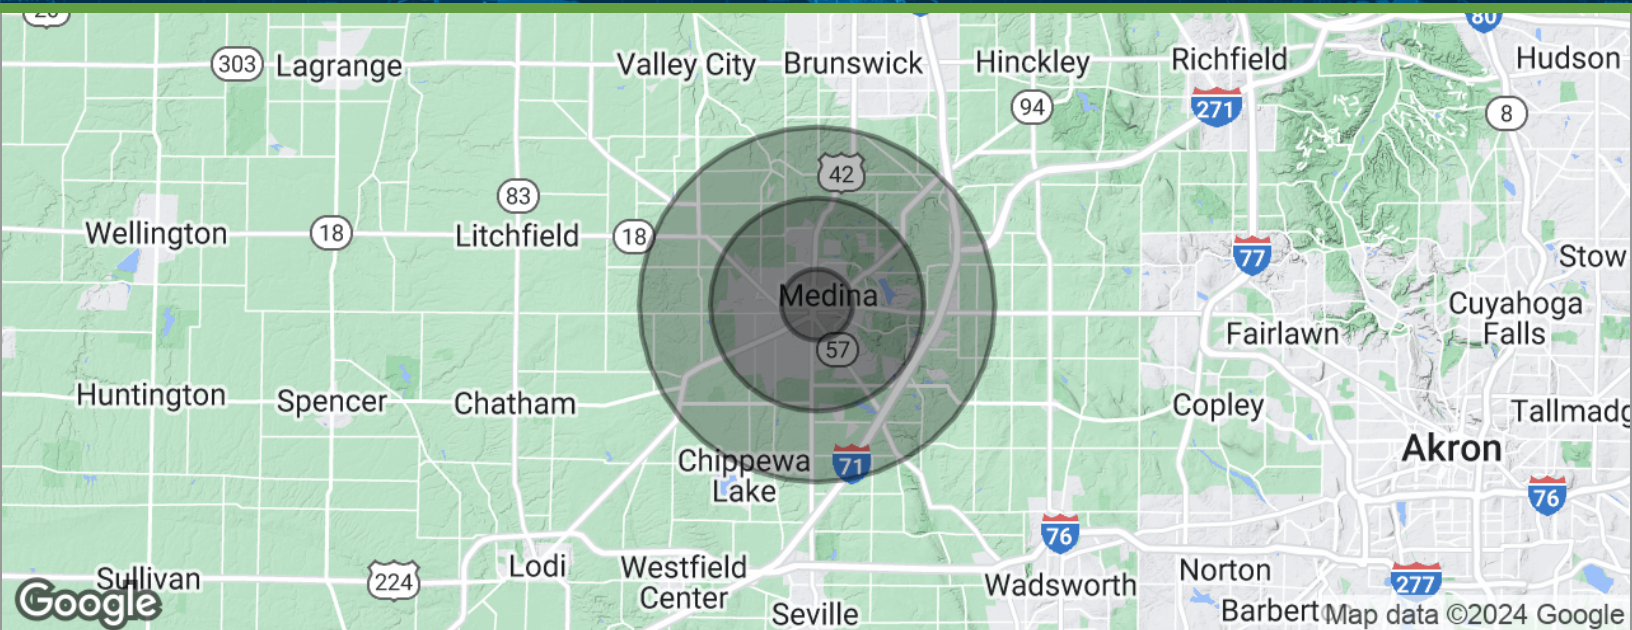 80
303
Lagrange
Valley City
Brunswick
Hinckley
Richfield
Hudson
94
271
8
42
83
Wellington
18
Litchfield
18
77
Stow
Medina
Cuyahoga
Falls
Fairlawn
57
Huntington
Spencer
Chatham
Copley
Tallmadg
Akron
Chippewa
Lake
71
76
76
Sullivan
224
Lodi
Westfield
Center
Seville
Wadsworth
Norton
277
Barbert
Google
Map data ©2024 Google